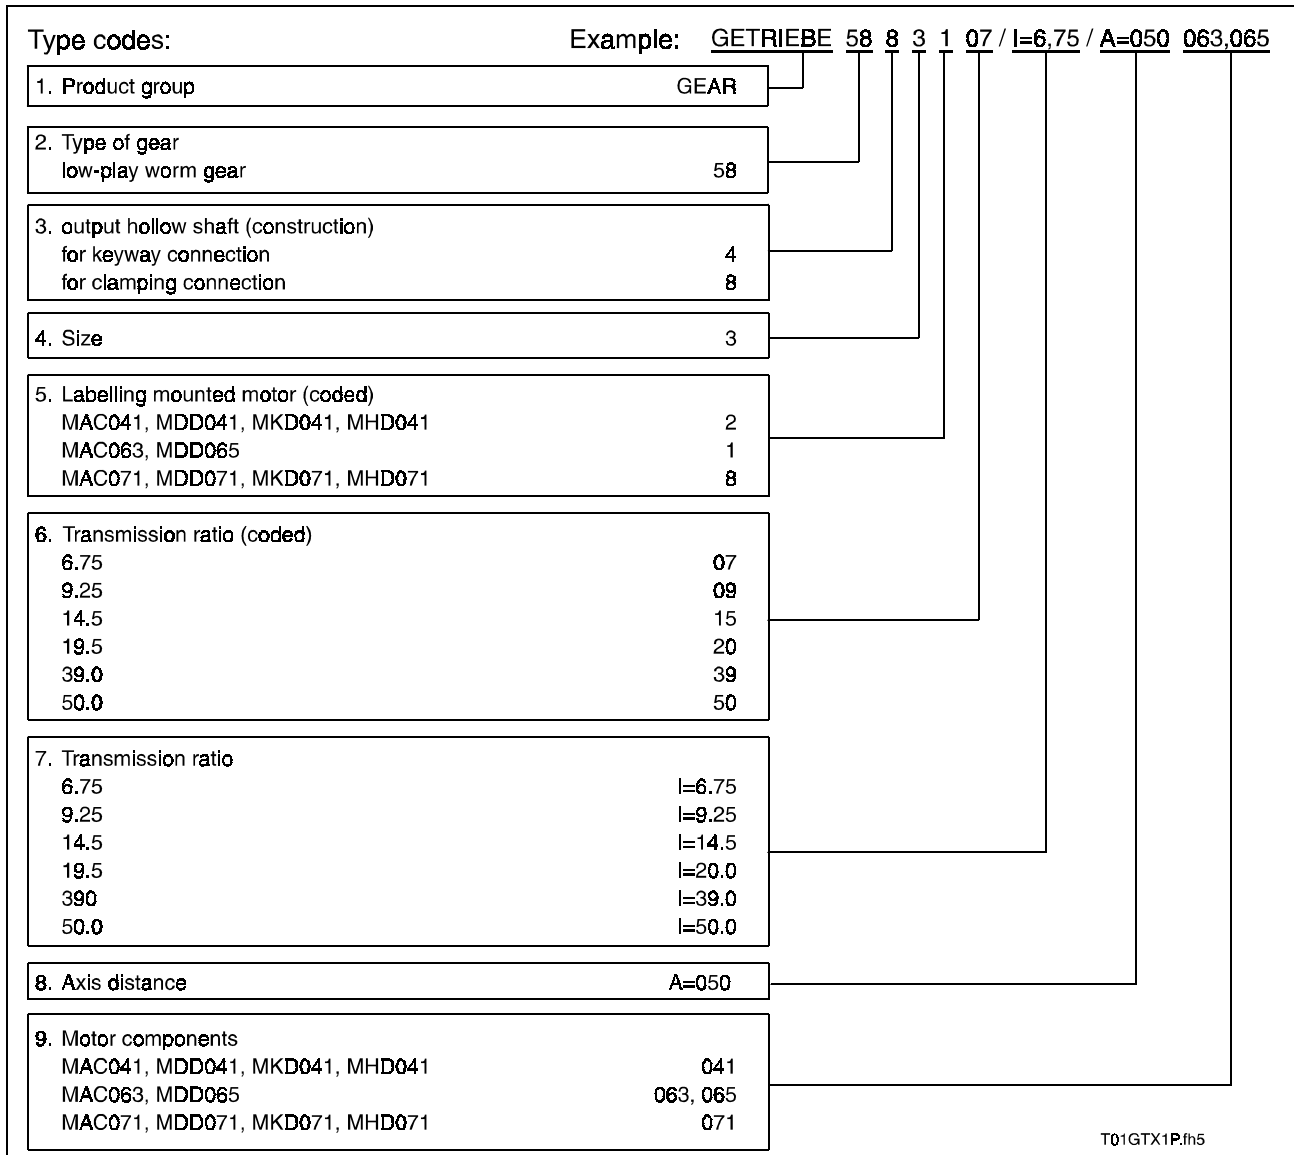 Type codes: Example: GETRIEBE 58 8 3 1 07 / I=6,75 / A=050 063,065
1. Product group GEAR
2. Type of gear
low-play worm gear 58
3. output hollow shaft (construction)
for keyway connection 4
for clamping connection 8
4. Size 3
5. Labelling mounted motor (coded)
MAC041, MDD041, MKD041, MHD041 2
MAC063, MDD065 1
MAC071, MDD071, MKD071, MHD071 8
6. Transmission ratio (coded)
6.75 07
9.25 09
14.5 15
19.5 20
39.0 39
50.0 50
7. Transmission ratio
6.75 I=6.75
9.25 I=9.25
14.5 I=14.5
19.5 I=20.0
390 I=39.0
50.0 I=50.0
8. Axis distance A=050
9. Motor components
MAC041, MDD041, MKD041, MHD041 041
MAC063, MDD065 063, 065
MAC071, MDD071, MKD071, MHD071 071
T01GTX1P.fh5